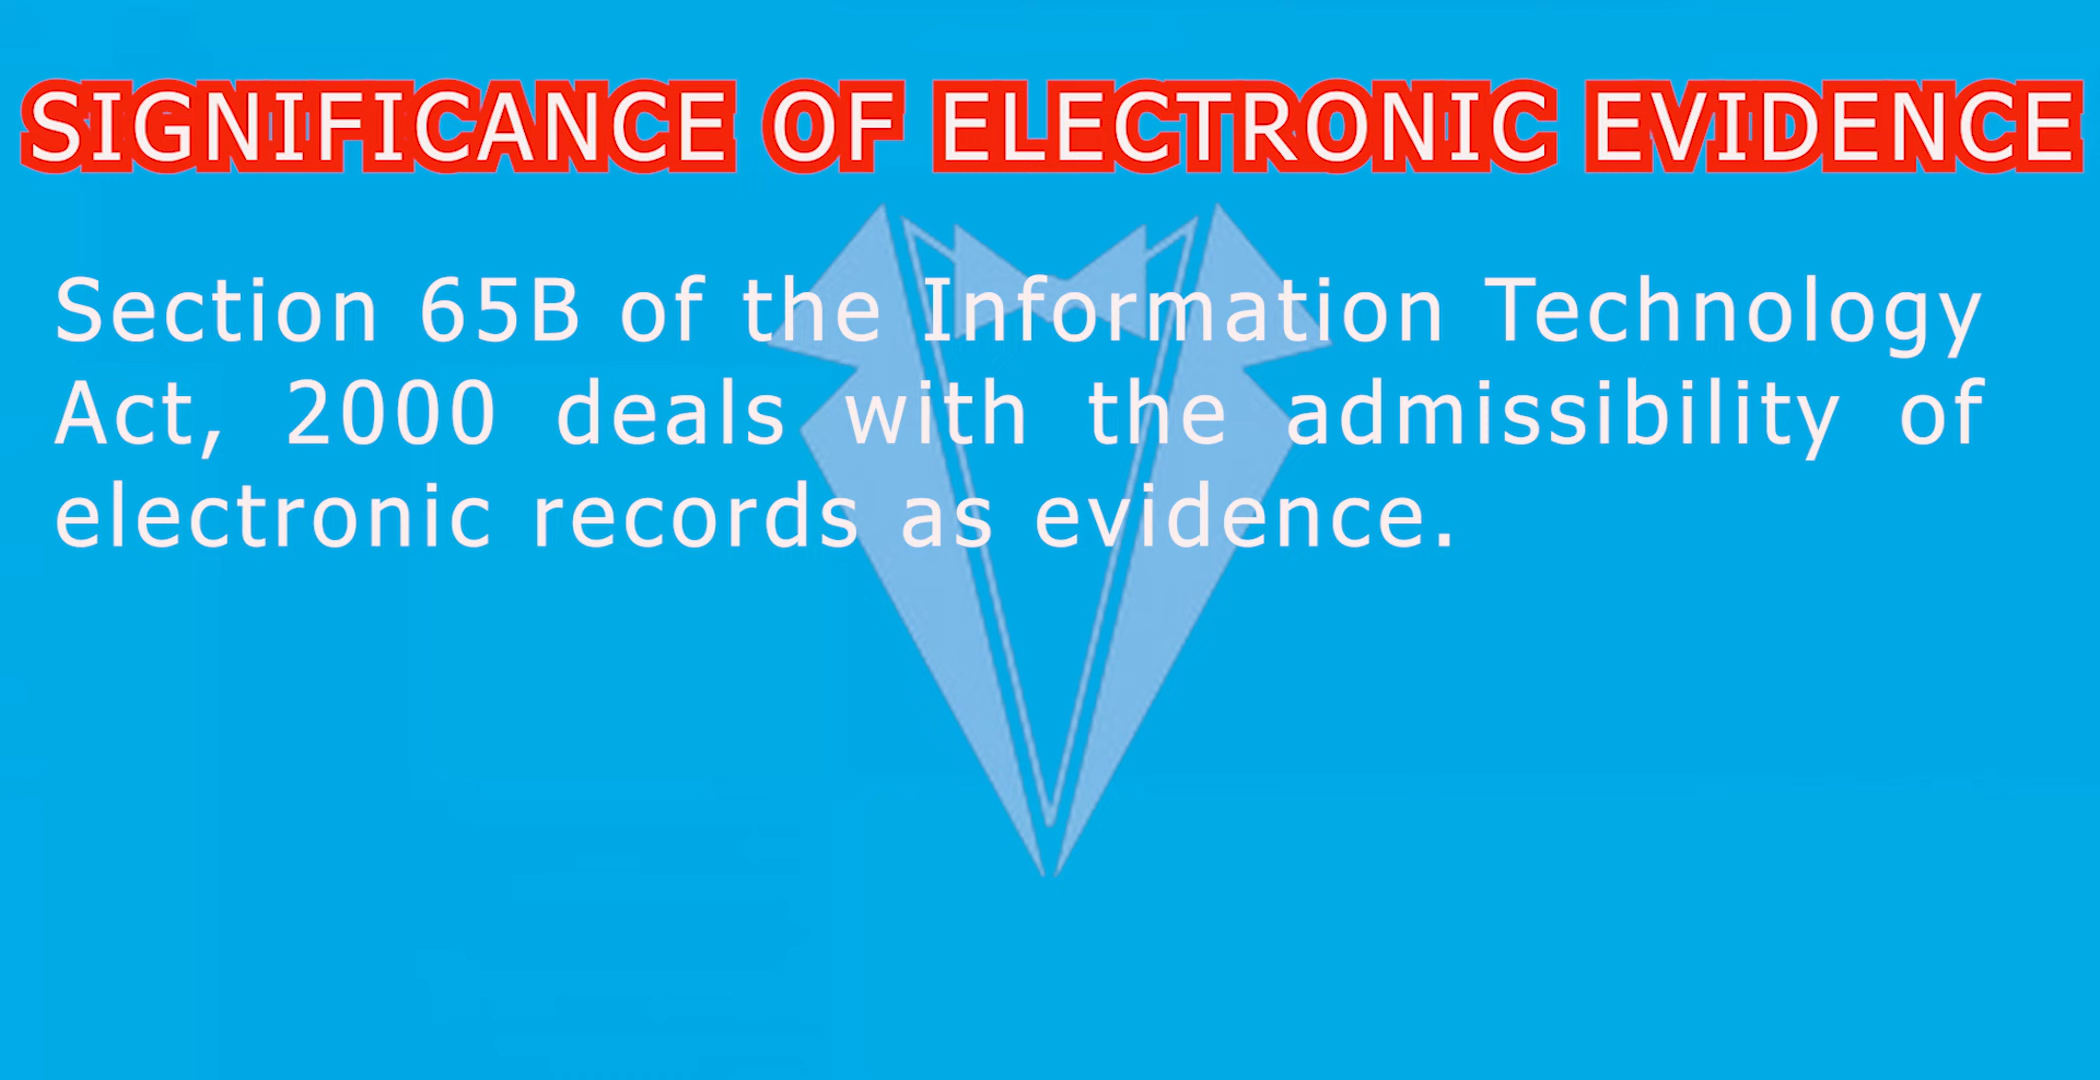 SIGNIFICANCE OF ELECTRONIC EVIDENCE
Section 65B of the Information Technology
Act, 2000 deals with the admissibility of
electronic records as evidence.